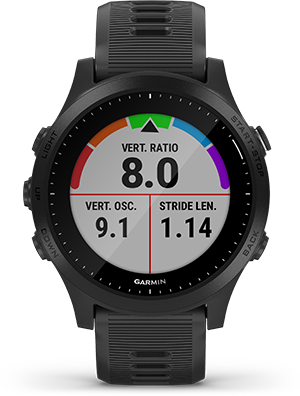 LIGHT
START·STOP
UP
DOWN
BACK
VERT. RATIO
8.0
VERT. OSC.
STRIDE LEN.
9.1
1.14
GARMIN